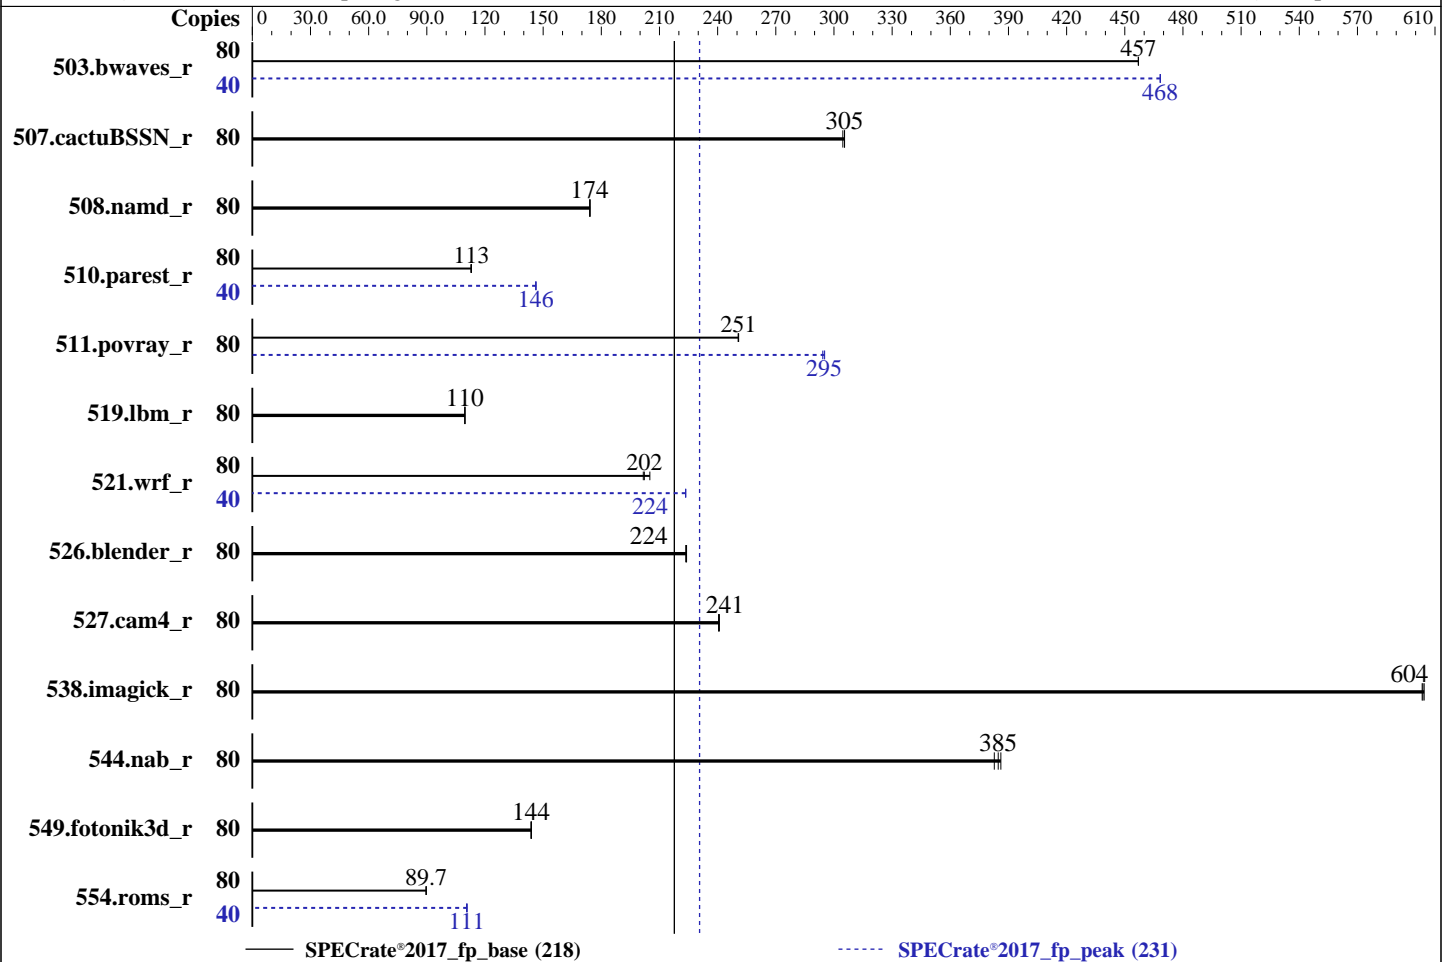 Copies 0 30.0 60.0 90.0 120 150 180 210 240 270 300 330 360 390 420 450 480 510 540 570 610
503.bwaves_r 80 457
40 468
507.cactuBSSN_r 80 305
508.namd_r 80 174
510.parest_r 80 113
40 146
511.povray_r 80 251
295
519.lbm_r 80 110
521.wrf_r 80 202
40 224
526.blender_r 80 224
527.cam4_r 80 241
538.imagick_r 80 604
544.nab_r 80 385
549.fotonik3d_r 80 144
554.roms_r 80 89.7
40 111
SPECrate®2017_fp_base (218) SPECrate®2017_fp_peak (231)